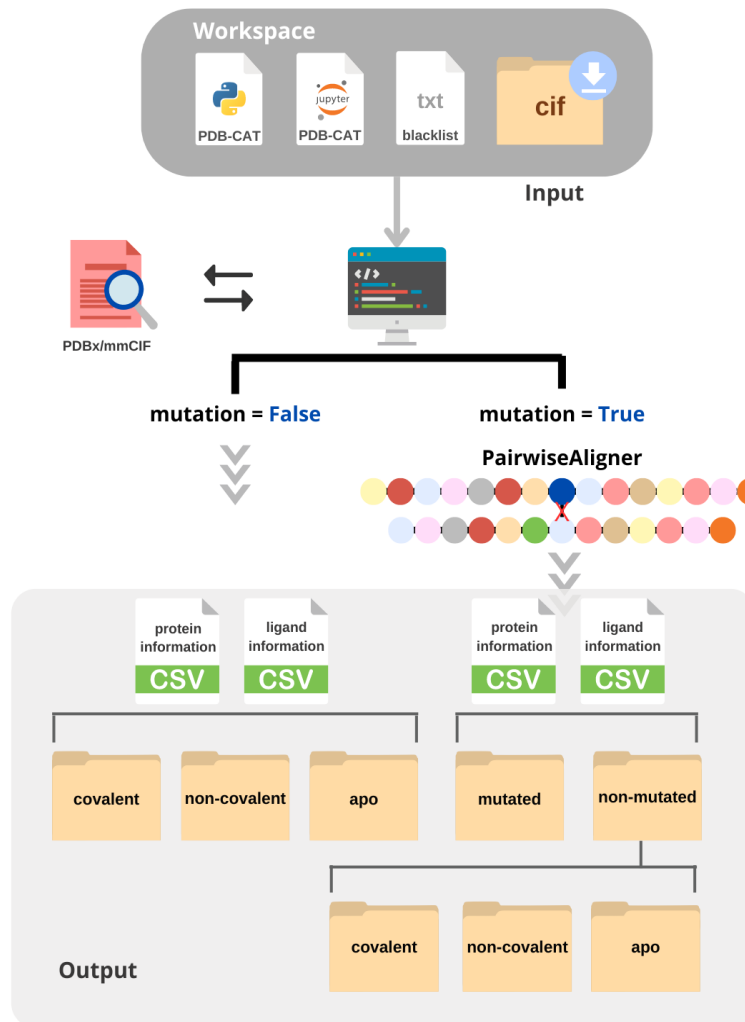 Workspace
PDB-CAT
jupyter
PDB-CAT
txt
blacklist
cif
Input
</>
PDBx/mmCIF
mutation = False
mutation = True
PairwiseAligner
X
protein
information
CSV
ligand
information
CSV
protein
information
CSV
ligand
information
CSV
covalent
non-covalent
apo
mutated
non-mutated
covalent
non-covalent
apo
Output